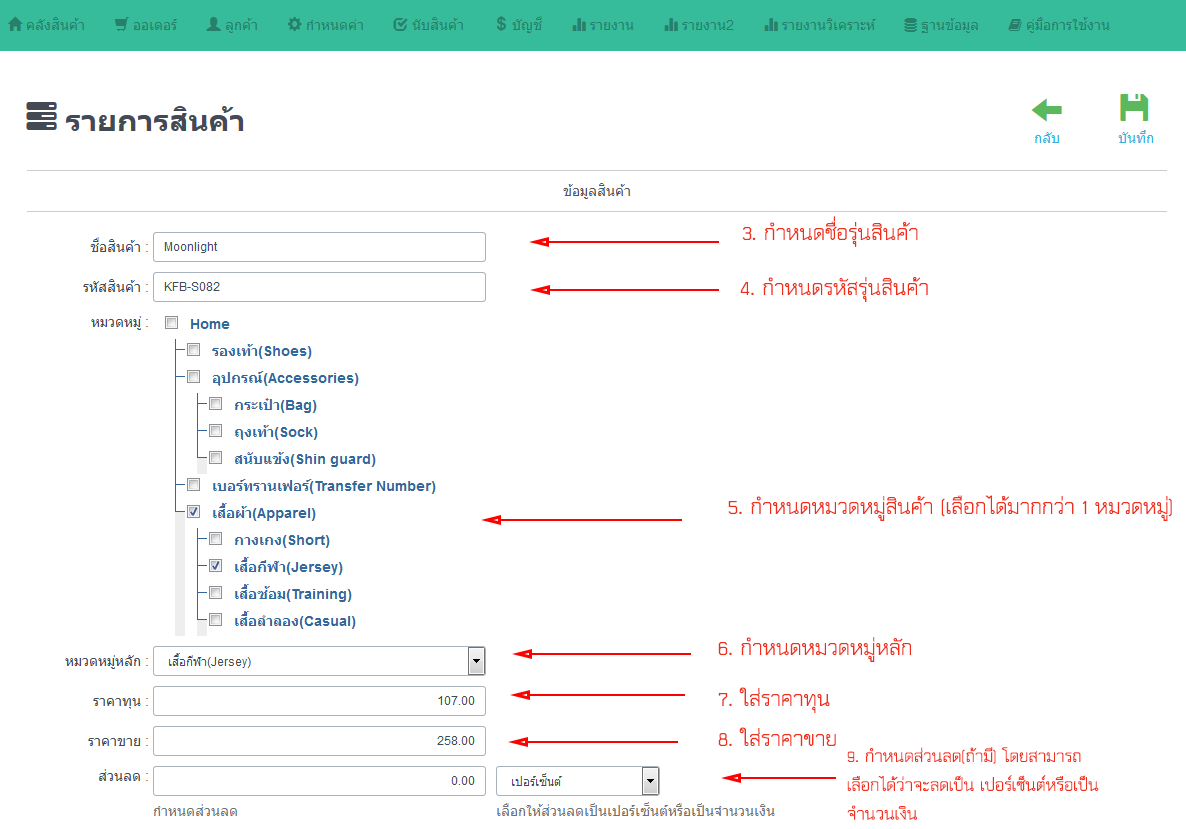 คลังสินค้า ออเดอร์ ลูกค้า กำหนดค่า นับสินค้า บัญชี รายงาน รายงาน2 รายงานวิเคราะห์ ฐานข้อมูล คู่มือการใช้งาน
รายการสินค้า
กลับ บันทึก
ข้อมูลสินค้า
ชื่อสินค้า : Moonlight 3. กำหนดชื่อรุ่นสินค้า
รหัสสินค้า : KFB-S082 4. กำหนดรหัสรุ่นสินค้า
หมวดหมู่ : Home
รองเท้า(Shoes)
อุปกรณ์(Accessories)
กระเป๋า(Bag)
ถุงเท้า(Sock)
สนับแข้ง(Shin guard)
เบอร์ทรานเฟอร์(Transfer Number)
เสื้อผ้า(Apparel) 5. กำหนดหมวดหมู่สินค้า (เลือกได้มากกว่า 1 หมวดหมู่)
กางเกง(Short)
เสื้อกีฬา(Jersey)
เสื้อซ้อม(Training)
เสื้อลำลอง(Casual)
หมวดหมู่หลัก : เสื้อกีฬา(Jersey) 6. กำหนดหมวดหมู่หลัก
ราคาทุน : 107.00 7. ใส่ราคาทุน
ราคาขาย : 258.00 8. ใส่ราคาขาย
ส่วนลด : 0.00 เปอร์เซ็นต์
กำหนดส่วนลด เลือกให้ส่วนลดเป็นเปอร์เซ็นต์หรือเป็นจำนวนเงิน
9. กำหนดส่วนลด(ถ้ามี) โดยสามารถ
เลือกได้ว่าจะลดเป็น เปอร์เซ็นต์หรือเป็น
จำนวนเงิน